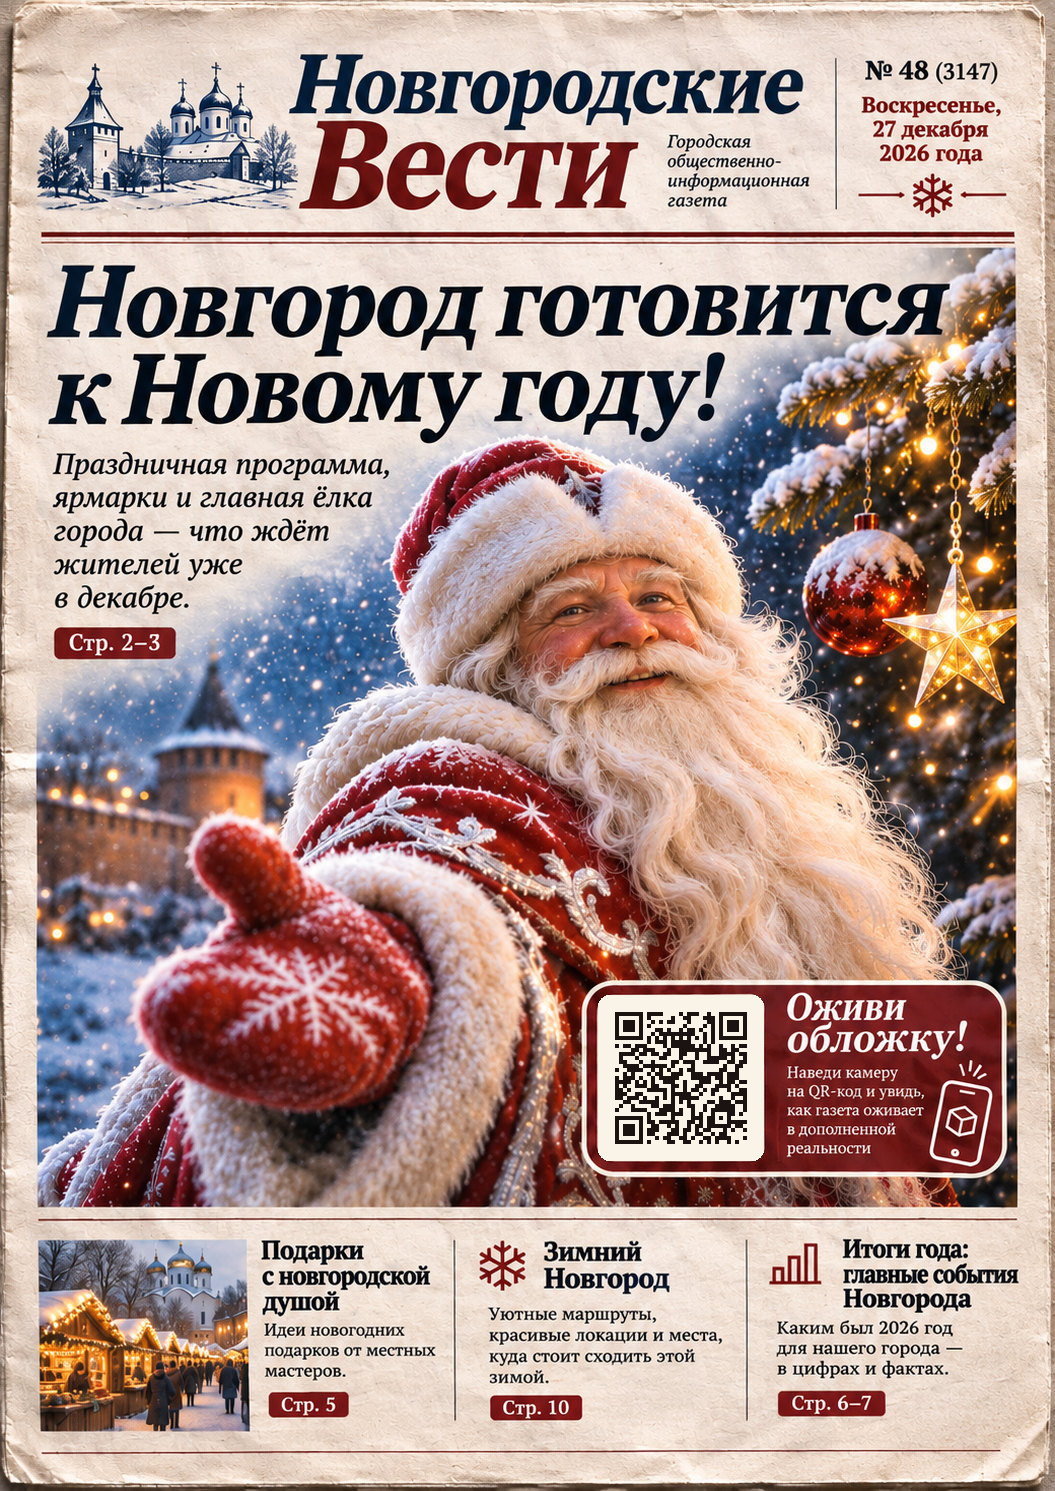 Новгородские
Вести
Городская
общественно-
информационная
газета
№ 48 (3147)
Воскресенье,
27 декабря
2026 года
Новгород готовится
к Новому году!
Праздничная программа,
ярмарки и главная ёлка
города — что ждёт
жителей уже
в декабре.
Стр. 2–3
Оживи
обложку!
Наведи камеру
на QR-код и увидь,
как газета оживает
в дополненной
реальности
Подарки
с новгородской
душой
Идеи новогодних
подарков от местных
мастеров.
Стр. 5
Зимний
Новгород
Уютные маршруты,
красивые локации и места,
куда стоит сходить этой
зимой.
Стр. 10
Итоги года:
главные события
Новгорода
Каким был 2026 год
для нашего города —
в цифрах и фактах.
Стр. 6–7